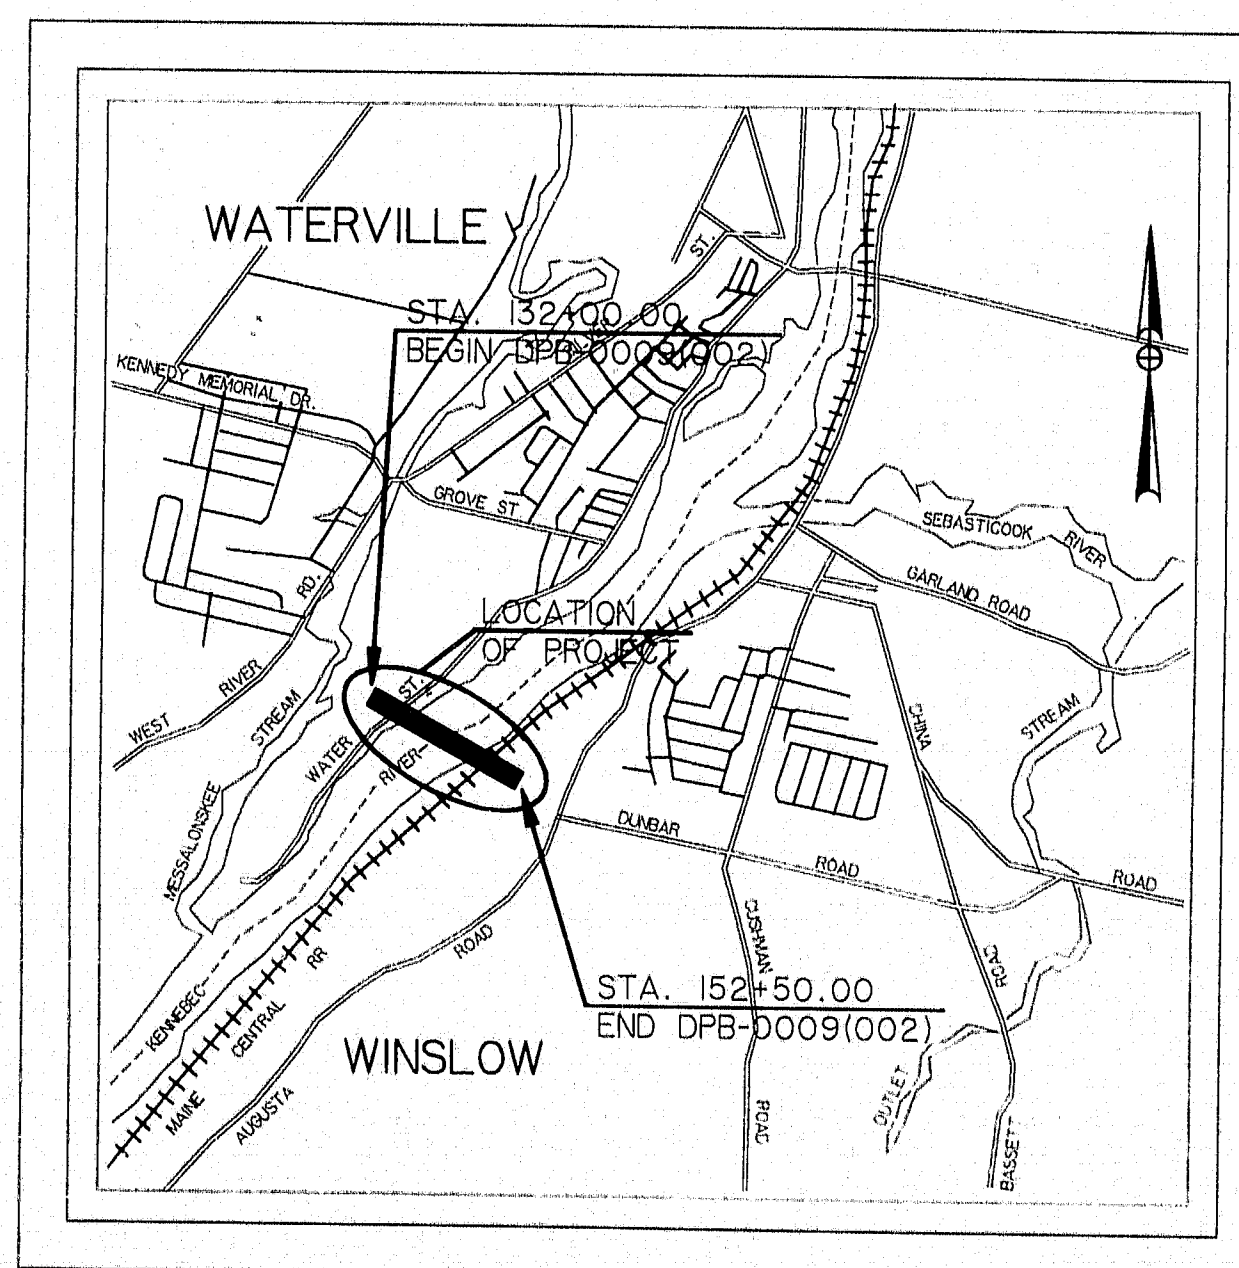 WATERVILLE
ST.
STA. 132+00.00
BEGIN DPB-0009(002)
KENNEDY MEMORIAL DR.
GROVE ST.
SEBASTICOOK RIVER
GARLAND ROAD
RD.
LOCATION
OF PROJECT
WEST RIVER
STREAM
ST.
WATER
RIVER
CHINA
STREAM
MESSALONSKEE
DUNBAR ROAD
ROAD
CUSHMAN
ROAD
ROAD
RR
STA. 152+50.00
END DPB-0009(002)
KENNEBEC
CENTRAL
WINSLOW
MAINE
AUGUSTA
OUTLET
ROAD
BASSETT